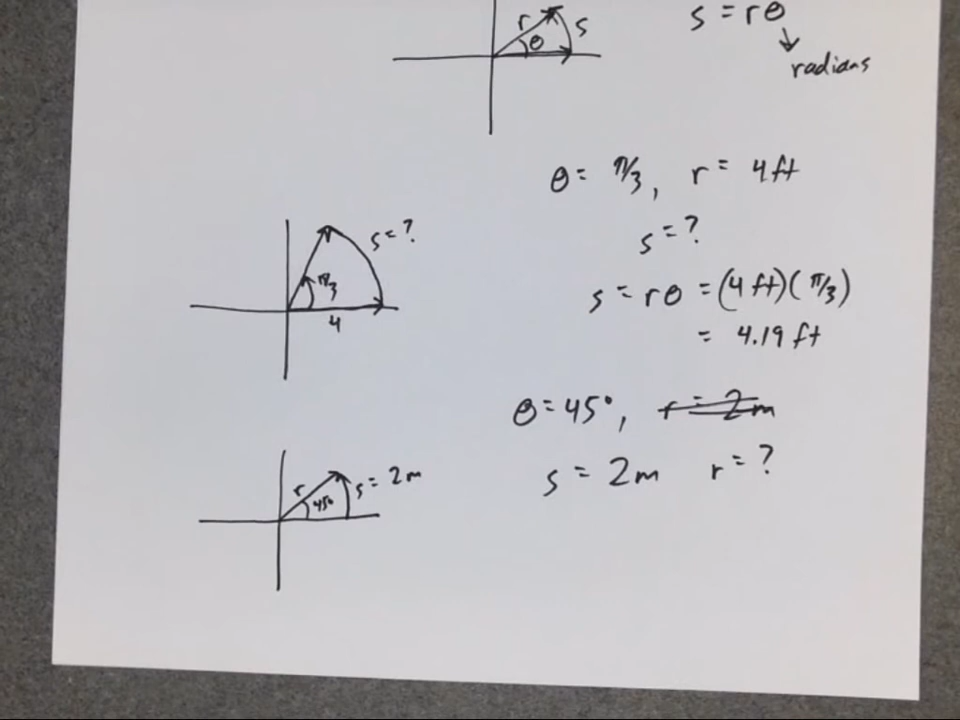 r s s = rθ
θ
radians
θ = π/3, r = 4ft
s = ?
s = ?
π/3
s = rθ = (4 ft)(π/3)
4
= 4.19 ft
θ = 45°, r = 2m
s = 2m r = ?
r s = 2m
45°